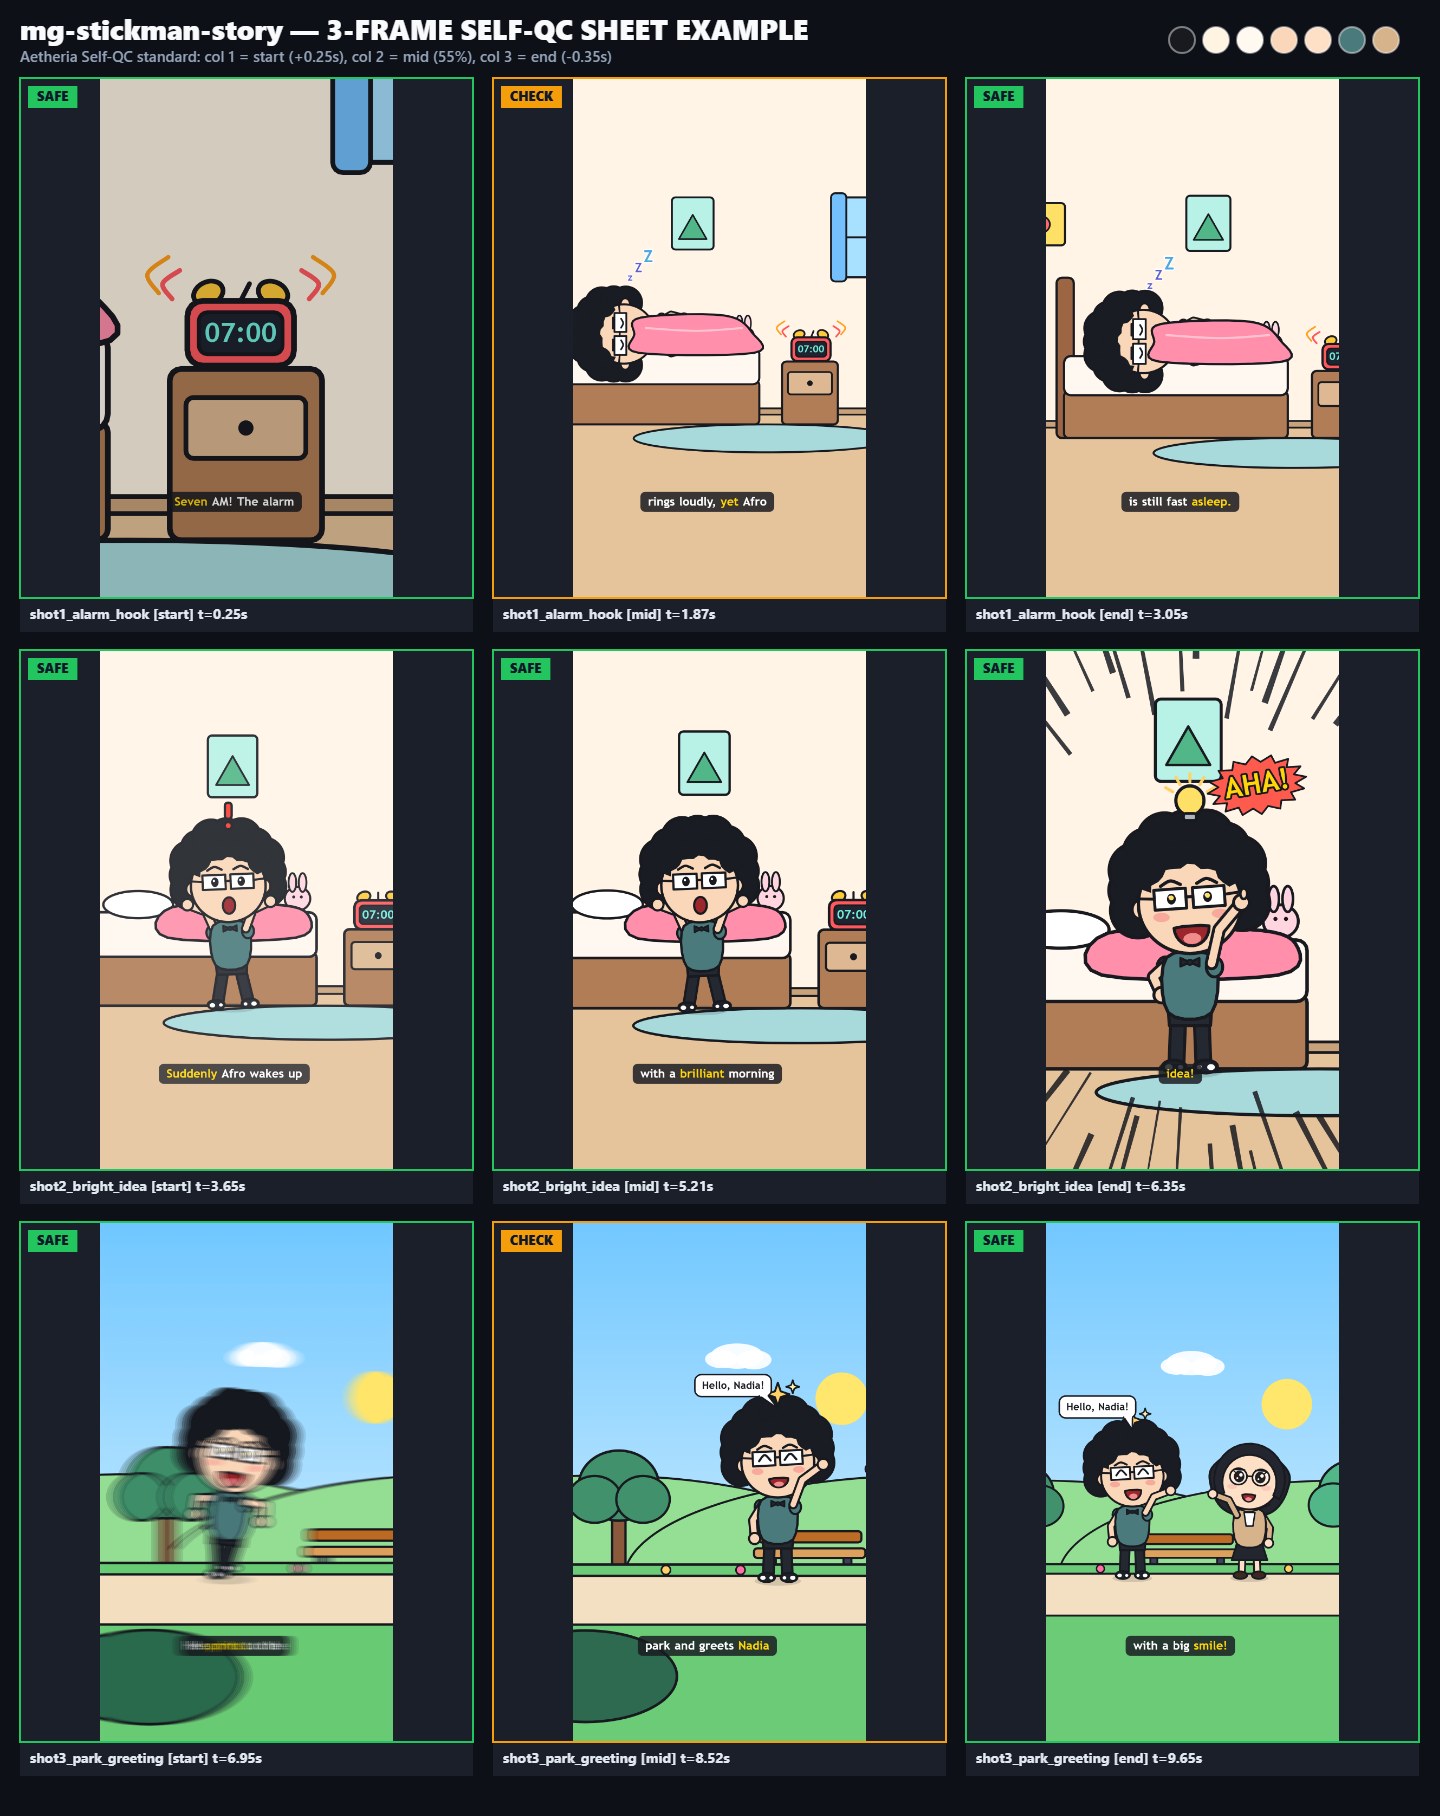 mg-stickman-story — 3-FRAME SELF-QC SHEET EXAMPLE
Aetheria Self-QC standard: col 1 = start (+0.25s), col 2 = mid (55%), col 3 = end (-0.35s)
SAFE
07:00
Seven AM! The alarm
shot1_alarm_hook [start] t=0.25s
CHECK
z z Z
07:00
rings loudly, yet Afro
shot1_alarm_hook [mid] t=1.87s
SAFE
z Z Z
07
is still fast asleep.
shot1_alarm_hook [end] t=3.05s
SAFE
07:00
Suddenly Afro wakes up
shot2_bright_idea [start] t=3.65s
SAFE
07:00
with a brilliant morning
shot2_bright_idea [mid] t=5.21s
SAFE
AHA!
idea!
shot2_bright_idea [end] t=6.35s
SAFE
shot3_park_greeting [start] t=6.95s
CHECK
Hello, Nadia!
park and greets Nadia
shot3_park_greeting [mid] t=8.52s
SAFE
Hello, Nadia!
with a big smile!
shot3_park_greeting [end] t=9.65s